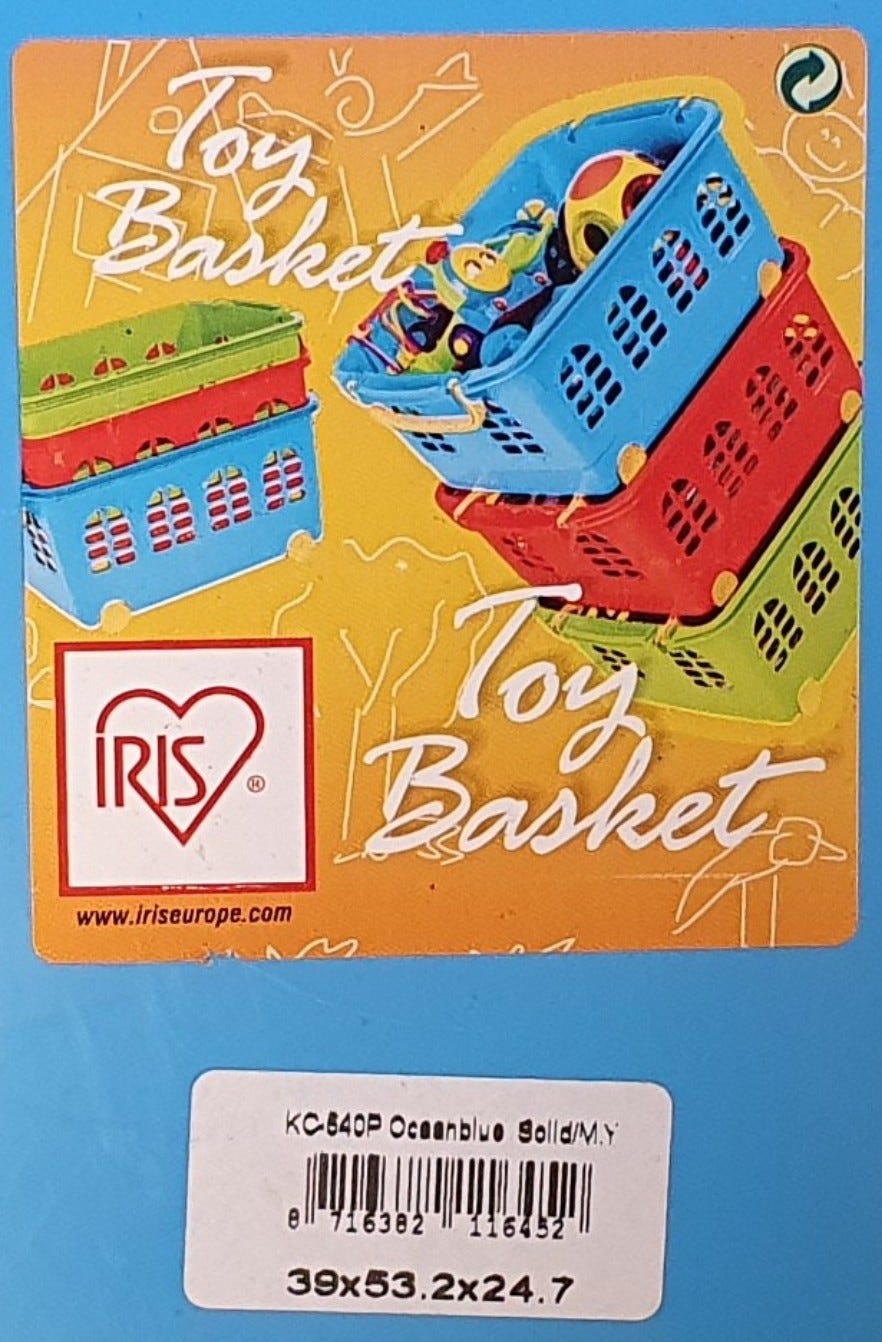 Toy
Basket
Toy
Basket
IRIS®
www.iriseurope.com
KC-540P Oceanblue Solid/M.Y
8 716382 116452
39x53.2x24.7